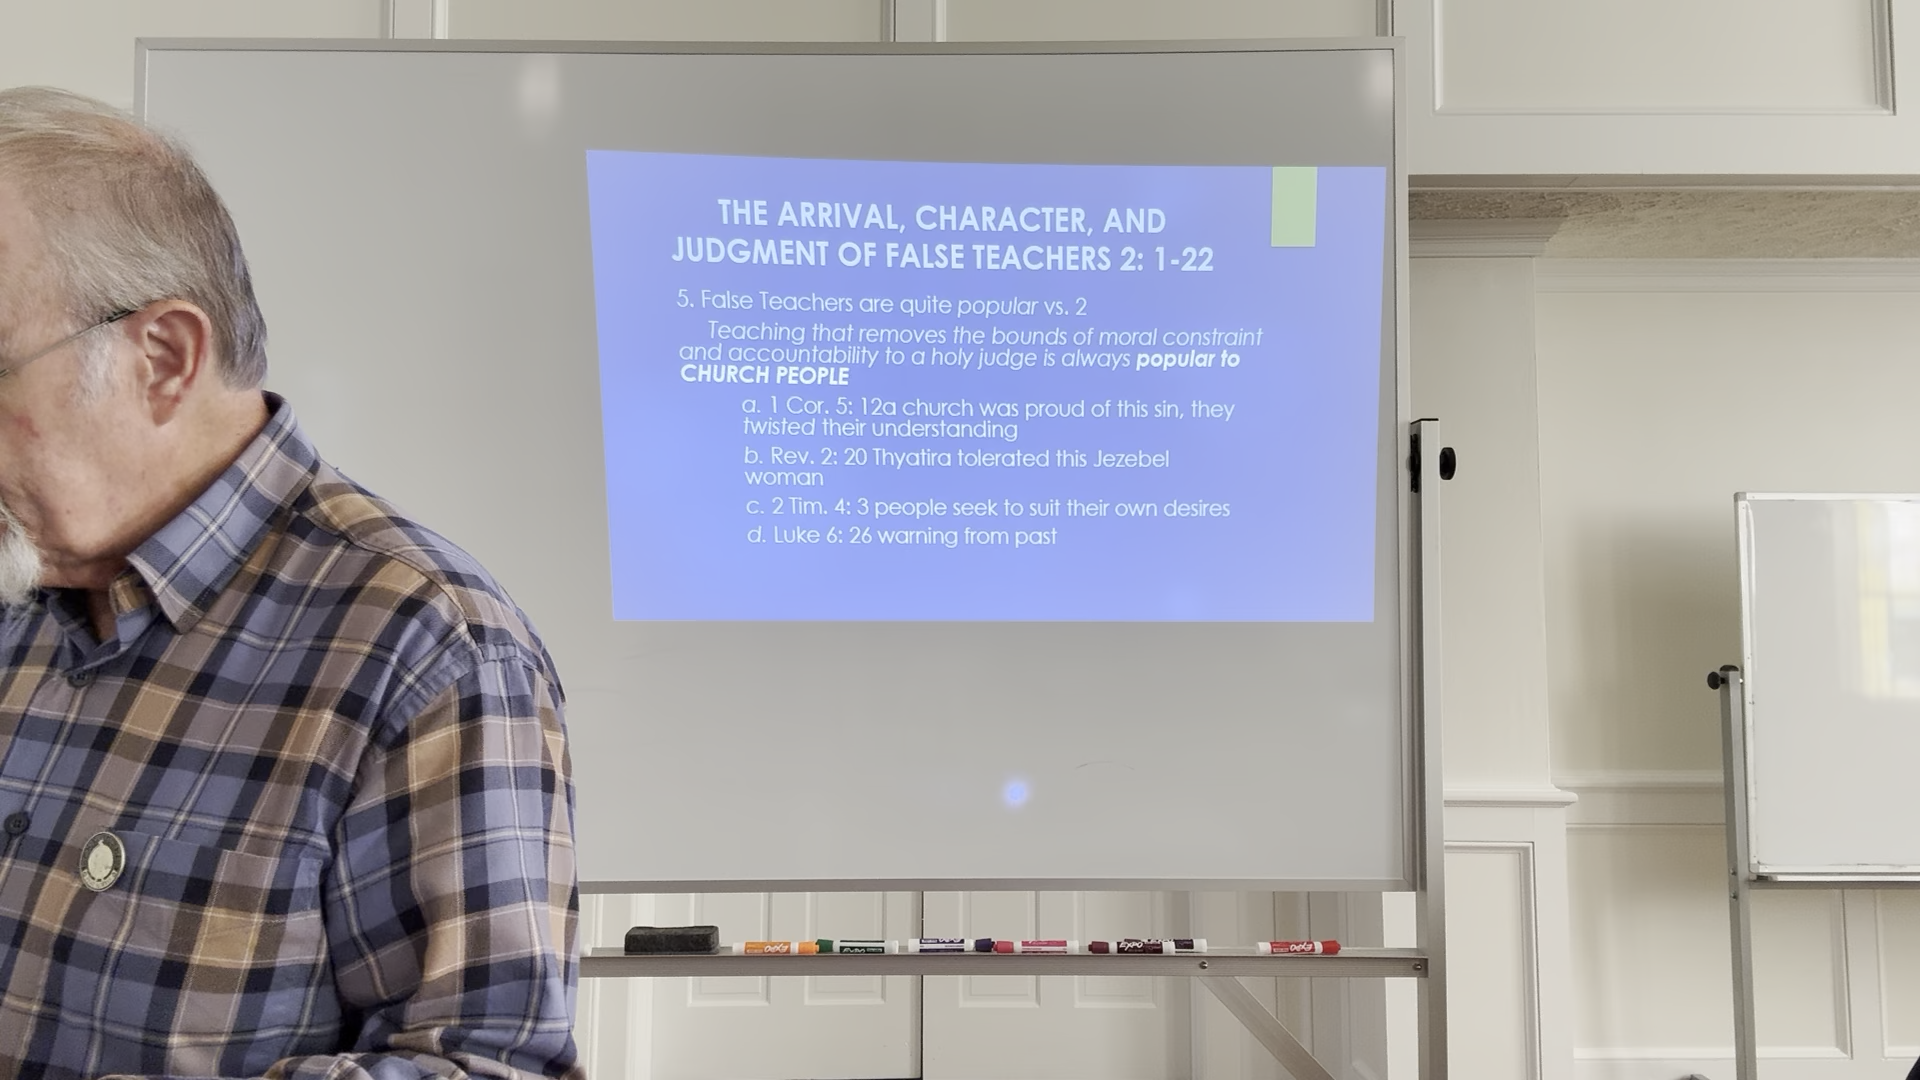 THE ARRIVAL, CHARACTER, AND
JUDGMENT OF FALSE TEACHERS 2: 1-22
5. False Teachers are quite popular vs. 2
Teaching that removes the bounds of moral constraint
and accountability to a holy judge is always popular to
CHURCH PEOPLE
a. 1 Cor. 5: 12a church was proud of this sin, they
twisted their understanding
b. Rev. 2: 20 Thyatira tolerated this Jezebel
woman
c. 2 Tim. 4: 3 people seek to suit their own desires
d. Luke 6: 26 warning from past
EXPO
EXPO
EXPO
EXPO